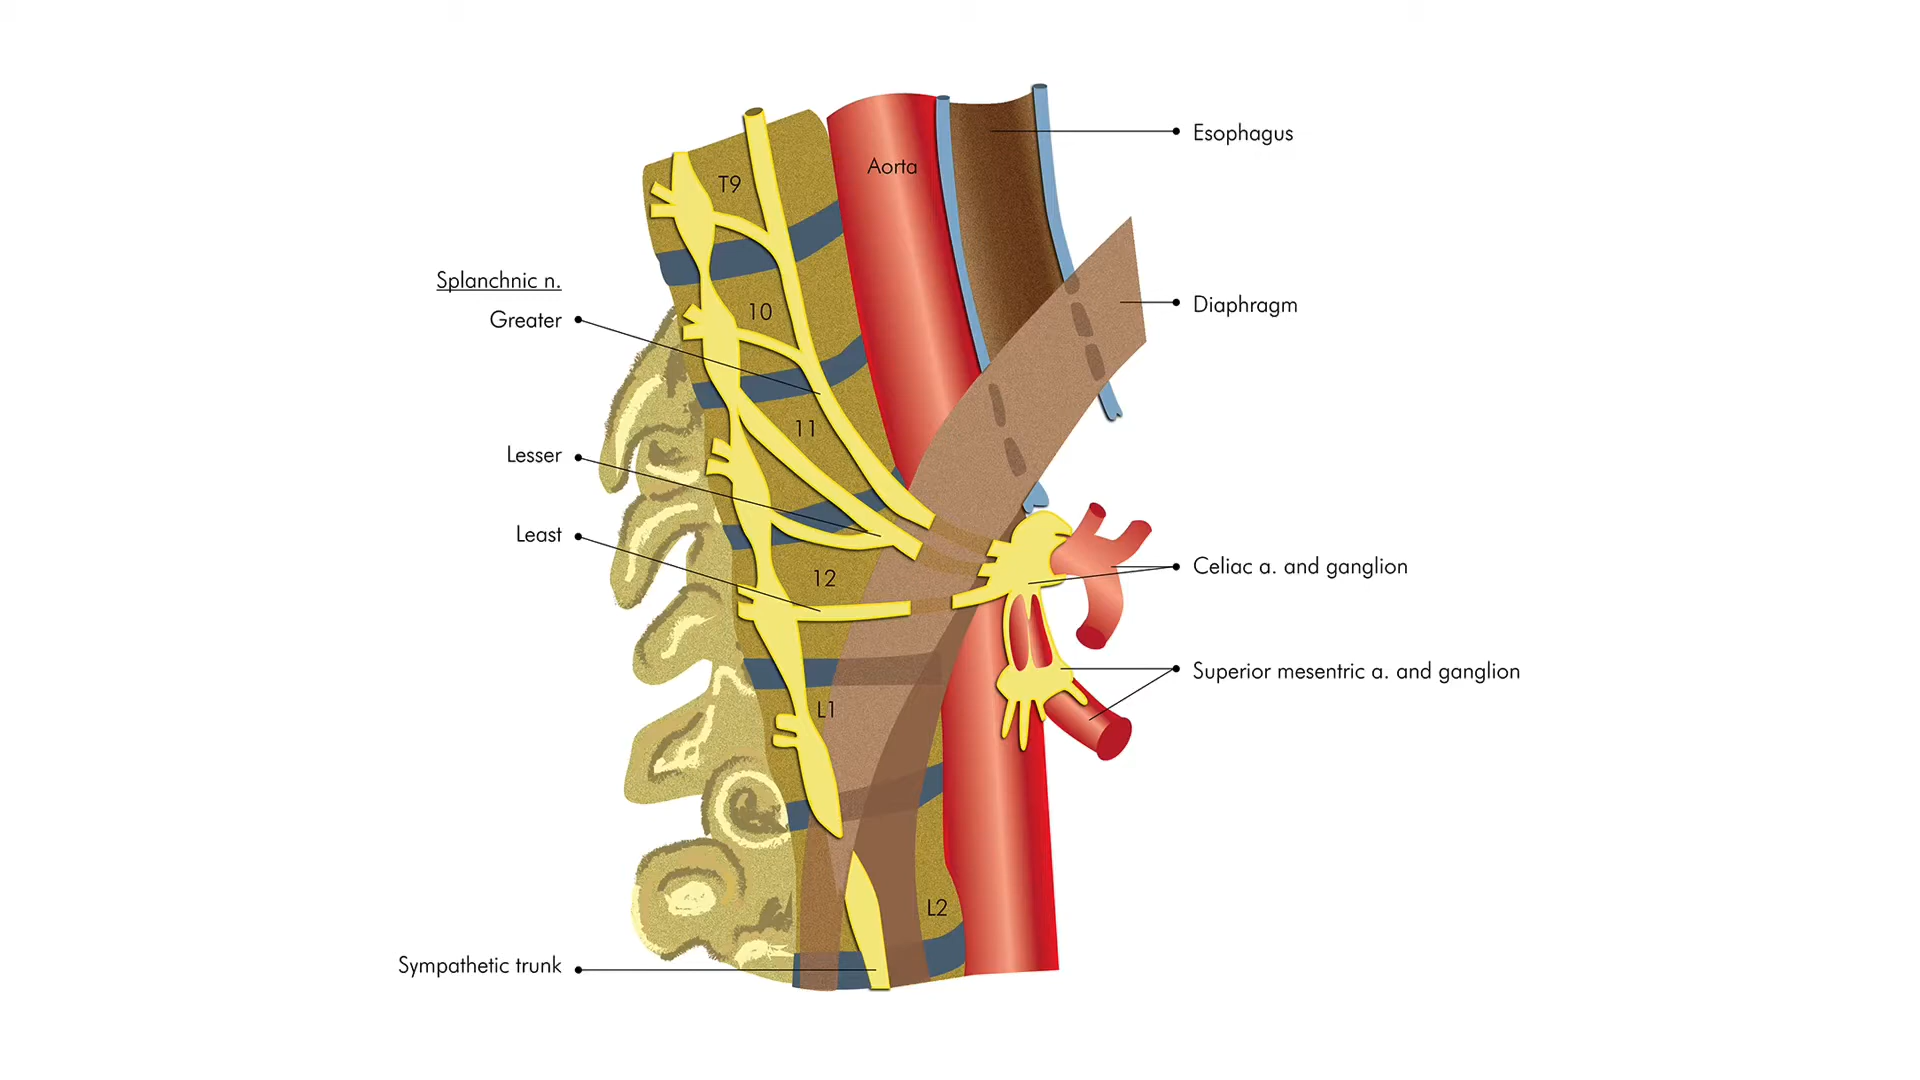 Esophagus
Aorta
T9
Splanchnic n.
Diaphragm
10
Greater
11
Lesser
Least
Celiac a. and ganglion
12
Superior mesentric a. and ganglion
L1
L2
Sympathetic trunk